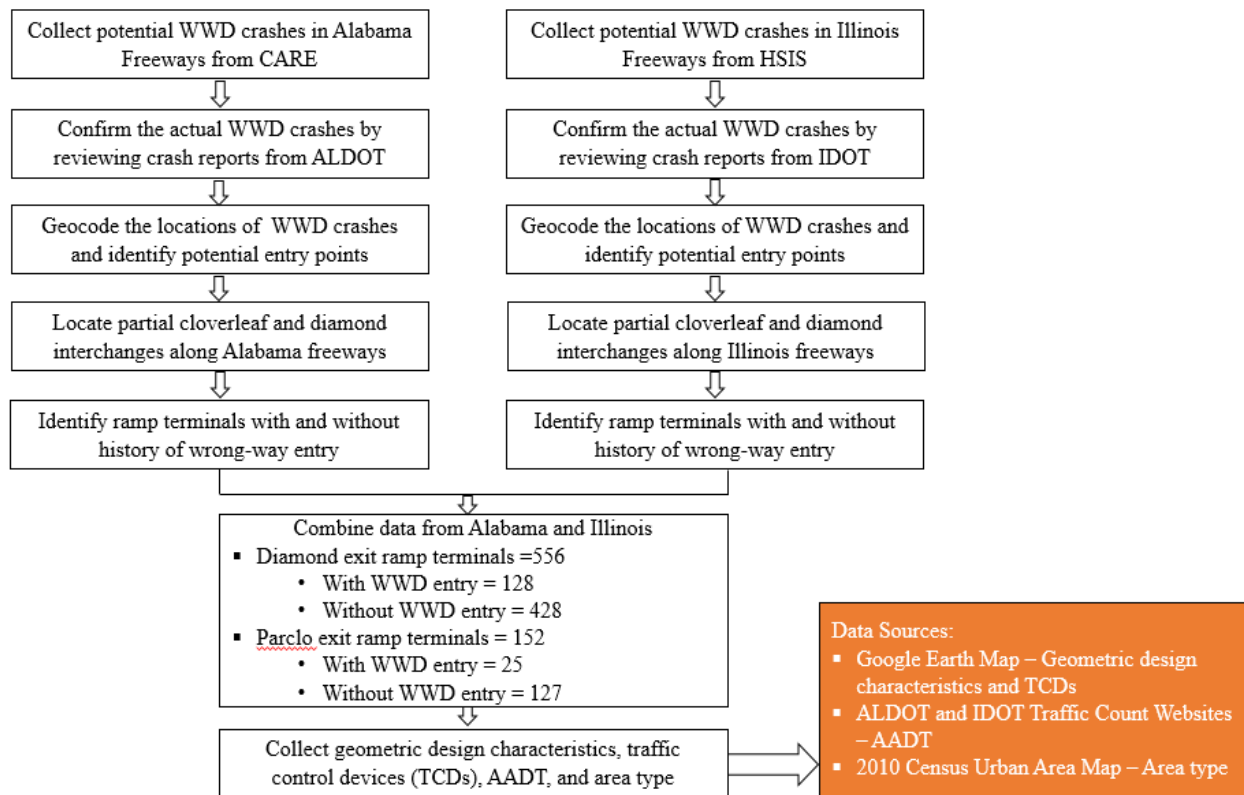 Collect potential WWD crashes in Alabama
Freeways from CARE
Collect potential WWD crashes in Illinois
Freeways from HSIS
Confirm the actual WWD crashes by
reviewing crash reports from ALDOT
Confirm the actual WWD crashes by
reviewing crash reports from IDOT
Geocode the locations of  WWD crashes
and identify potential entry points
Geocode the locations of WWD crashes and
identify potential entry points
Locate partial cloverleaf and diamond
interchanges along Alabama freeways
Locate partial cloverleaf and diamond
interchanges along Illinois freeways
Identify ramp terminals with and without
history of wrong-way entry
Identify ramp terminals with and without
history of wrong-way entry
Combine data from Alabama and Illinois
▪ Diamond exit ramp terminals =556
• With WWD entry = 128
• Without WWD entry = 428
▪ Parclo exit ramp terminals = 152
• With WWD entry = 25
• Without WWD entry = 127
Collect geometric design characteristics, traffic
control devices (TCDs), AADT, and area type
Data Sources:
▪ Google Earth Map – Geometric design
characteristics and TCDs
▪ ALDOT and IDOT Traffic Count Websites
– AADT
▪ 2010 Census Urban Area Map – Area type